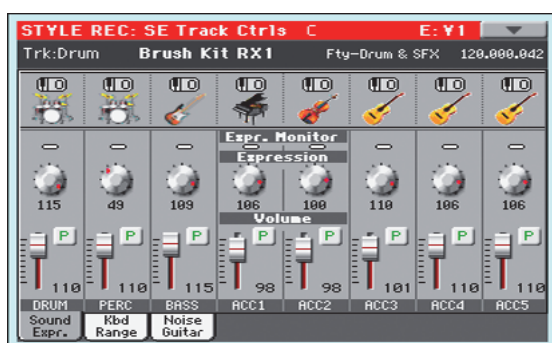 STYLE REC: SE Track Ctrls C E: V1
Trk:Drum Brush Kit RX1 Fty-Drum & SFX 120.000.042
Expr. Monitor
Expression
115 49 109 106 100 110 106 106
Volume
P P P P P P P P
110 110 115 98 98 101 110 110
DRUM PERC BASS ACC1 ACC2 ACC3 ACC4 ACC5
Sound Expr. Kbd Range Noise Guitar